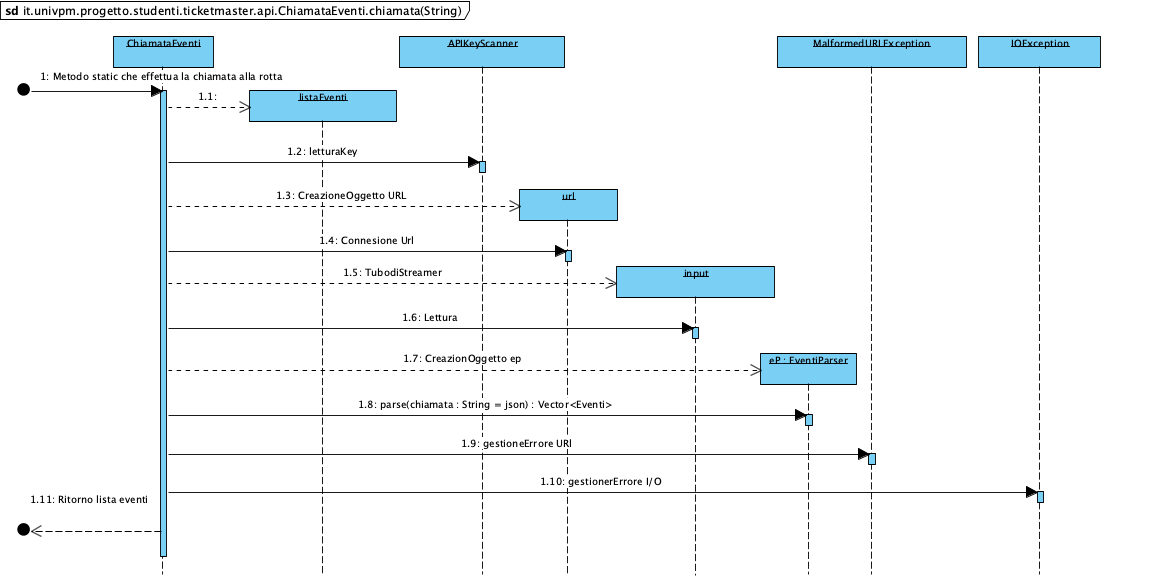 sd it.univpm.progetto.studenti.ticketmaster.api.ChiamataEventi.chiamata(String)
ChiamataEventi
APIKeyScanner
MalformedURLException
IOException
1: Metodo static che effettua la chiamata alla rotta
1.1:
listaEventi
1.2: letturaKey
1.3: CreazioneOggetto URL
url
1.4: Connesione Url
1.5: TubodiStreamer
input
1.6: Lettura
1.7: CreazionOggetto ep
eP : EventiParser
1.8: parse(chiamata : String = json) : Vector<Eventi>
1.9: gestioneErrore URl
1.10: gestionerErrore I/O
1.11: Ritorno lista eventi